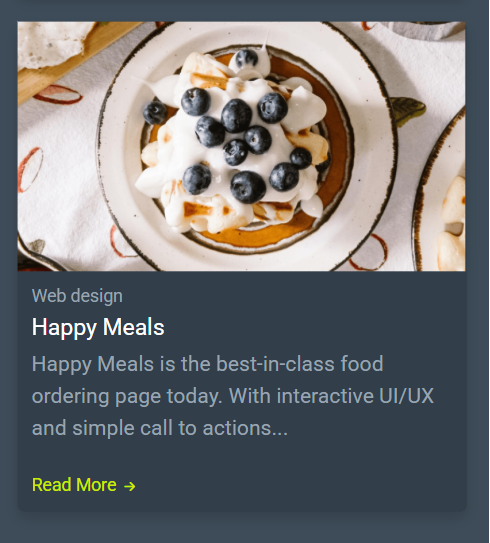 Web design
Happy Meals
Happy Meals is the best-in-class food
ordering page today. With interactive UI/UX
and simple call to actions...
Read More →